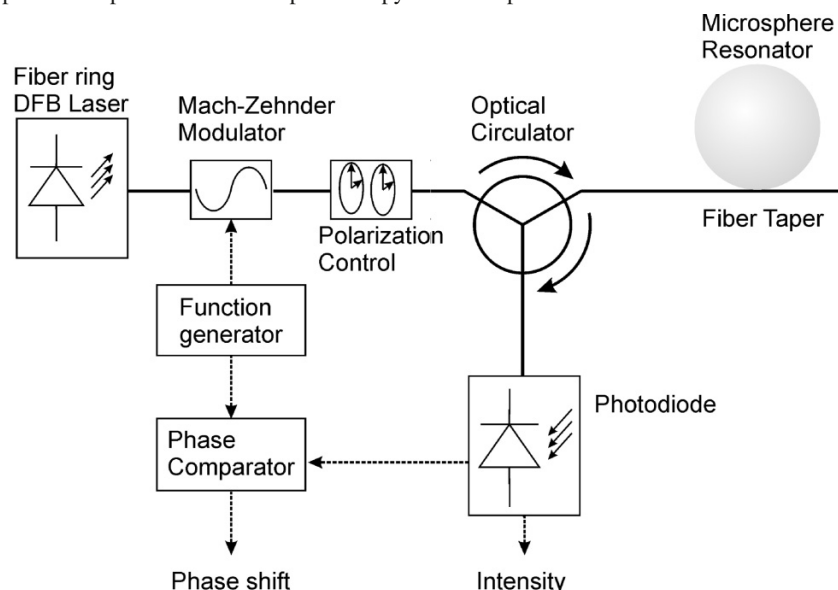 Microsphere
Resonator
Fiber ring
DFB Laser
Mach-Zehnder
Modulator
Optical
Circulator
Polarization
Control
Fiber Taper
Function
generator
Photodiode
Phase
Comparator
Phase shift
Intensity